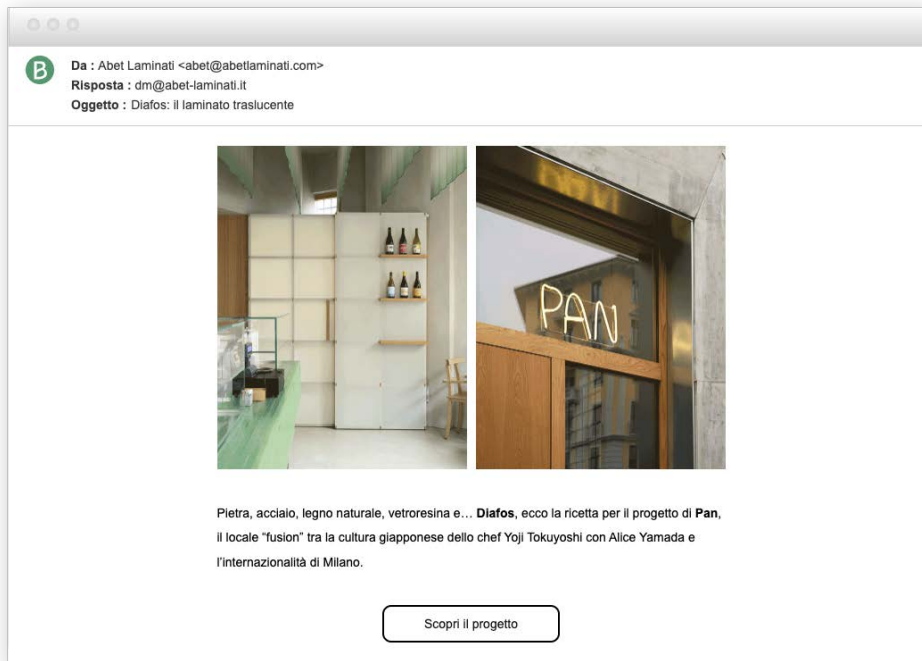 B
Da : Abet Laminati <abet@abetlaminati.com>
Risposta : dm@abet-laminati.it
Oggetto : Diafos: il laminato traslucente
PAN
Pietra, acciaio, legno naturale, vetroresina e… Diafos, ecco la ricetta per il progetto di Pan,
il locale "fusion" tra la cultura giapponese dello chef Yoji Tokuyoshi con Alice Yamada e
l'internazionalità di Milano.
Scopri il progetto